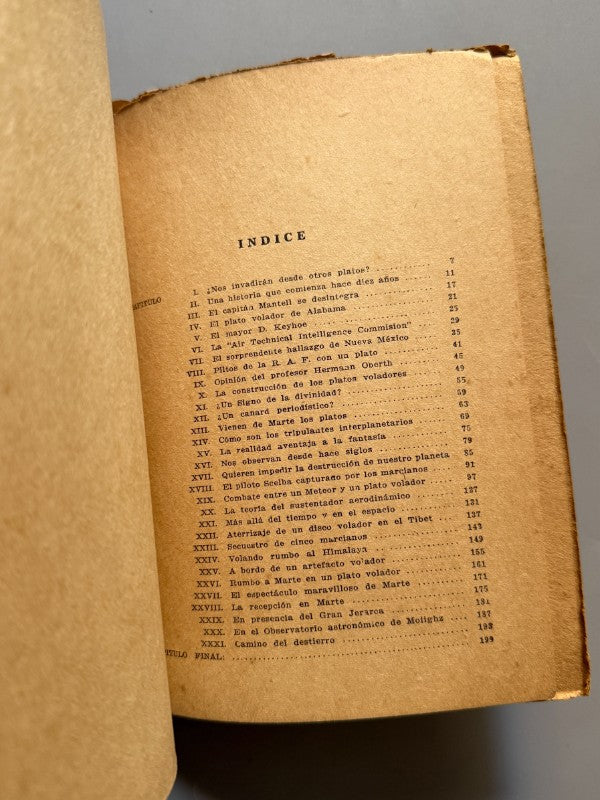 INDICE
CAPITULO I. ¿Nos invadirán desde otros platos? 7
II. Una historia que comienza hace diez años 11
III. El capitán Mantell se desintegra 17
IV. El plato volador de Alabama 21
V. El mayor D. Keyhoe 25
VI. La "Air Technical Intelligence Commision" 29
VII. El sorprendente hallazgo de Nueva México 35
VIII. Pilotos de la R. A. F. con un plato 41
IX. Opinión del profesor Hermann Oberth 45
X. La construcción de los platos voladores 49
XI. ¿Un Signo de la divinidad? 55
XII. ¿Un canard periodístico? 59
XIII. Vienen de Marte los platos 63
XIV. Cómo son los tripulantes interplanetarios 69
XV. La realidad aventaja a la fantasía 75
XVI. Nos observan desde hace siglos 79
XVII. Quieren impedir la destrucción de nuestro planeta 85
XVIII. El piloto Scelba capturado por los marcianos 91
XIX. Combate entre un Meteor y un plato volador 97
XX. La teoría del sustentador aerodinámico 127
XXI. Más allá del tiempo y en el espacio 131
XXII. Aterrizaje de un disco volador en el Tibet 137
XXIII. Secuestro de cinco marcianos 143
XXIV. Volando rumbo al Himalaya 149
XXV. A bordo de un artefacto volador 155
XXVI. Rumbo a Marte en un plato volador 161
XXVII. El espectáculo maravilloso de Marte 171
XXVIII. La recepción en Marte 175
XXIX. En presencia del Gran Jerarca 181
XXX. En el Observatorio astronómico de Molighz 187
XXXI. Camino del destierro 193
PITULO FINAL: 199